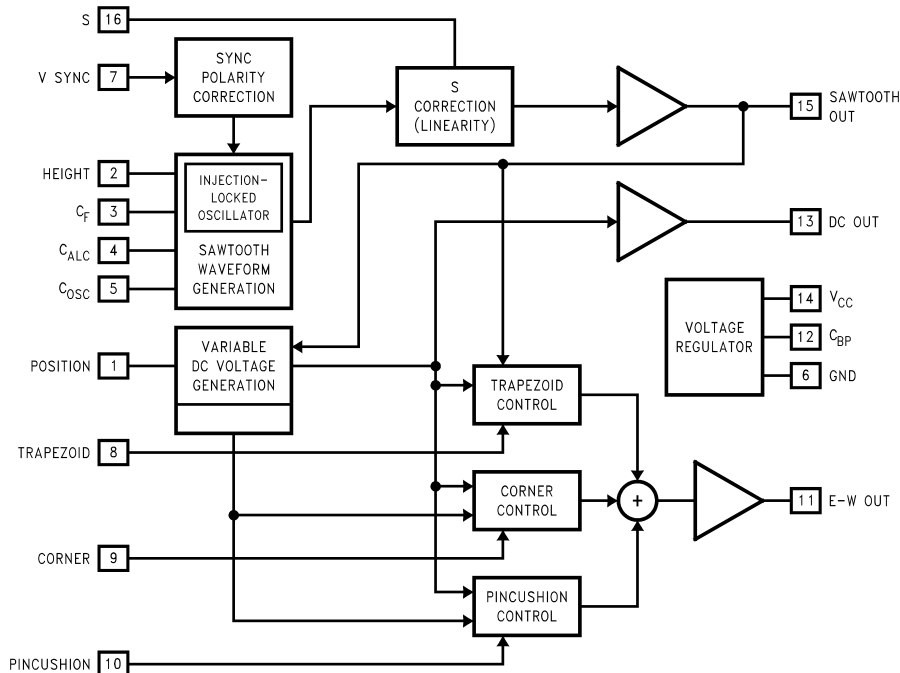 S 16
V SYNC 7
SYNC
POLARITY
CORRECTION
S
CORRECTION
(LINEARITY)
15 SAWTOOTH
OUT
HEIGHT 2
C_F 3
C_ALC 4
C_OSC 5
INJECTION-
LOCKED
OSCILLATOR
SAWTOOTH
WAVEFORM
GENERATION
13 DC OUT
VOLTAGE
REGULATOR
14 V_CC
12 C_BP
6 GND
POSITION 1
VARIABLE
DC VOLTAGE
GENERATION
TRAPEZOID
CONTROL
TRAPEZOID 8
CORNER
CONTROL
+
11 E-W OUT
CORNER 9
PINCUSHION
CONTROL
PINCUSHION 10